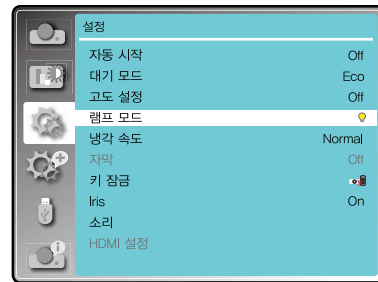 설정
자동 시작 Off
대기 모드 Eco
고도 설정 Off
램프 모드
냉각 속도 Normal
자막 Off
키 잠금
Iris On
소리
HDMI 설정